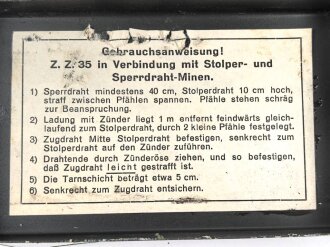 Gebrauchsanweisung!
Z. Z. 35 in Verbindung mit Stolper- und
Sperrdraht-Minen.
1) Sperrdraht mindestens 40 cm, Stolperdraht 10 cm hoch,
straff zwischen Pfählen spannen. Pfähle stehen schräg
zur Beanspruchung.
2) Ladung mit Zünder liegt 1 m entfernt feindwärts gleich-
laufend zum Stolperdraht, durch 2 kleine Pfähle festgelegt.
3) Zugdraht Mitte Stolperdraht befestigen, senkrecht zum
Stolperdraht auf den Zünder zuführen.
4) Drahtende durch Zünderöse ziehen, und so befestigen,
daß Zugdraht leicht gestrafft ist.
5) Die Tarnschicht beträgt etwa 5 cm.
6) Senkrecht zum Zugdraht entsichern.